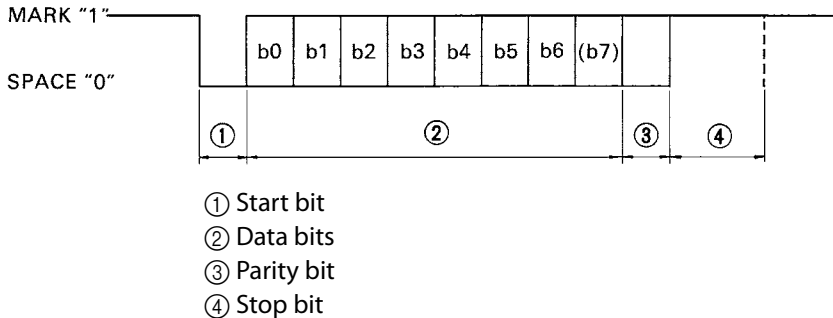 MARK "1"
b0 b1 b2 b3 b4 b5 b6 (b7)
SPACE "0"
① ② ③ ④
① Start bit
② Data bits
③ Parity bit
④ Stop bit